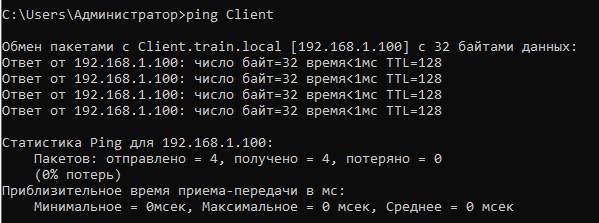 C:\Users\Администратор>ping Client
Обмен пакетами с Client.train.local [192.168.1.100] с 32 байтами данных:
Ответ от 192.168.1.100: число байт=32 время<1мс TTL=128
Ответ от 192.168.1.100: число байт=32 время<1мс TTL=128
Ответ от 192.168.1.100: число байт=32 время<1мс TTL=128
Ответ от 192.168.1.100: число байт=32 время<1мс TTL=128
Статистика Ping для 192.168.1.100:
    Пакетов: отправлено = 4, получено = 4, потеряно = 0
    (0% потерь)
Приблизительное время приема-передачи в мс:
    Минимальное = 0мсек, Максимальное = 0 мсек, Среднее = 0 мсек